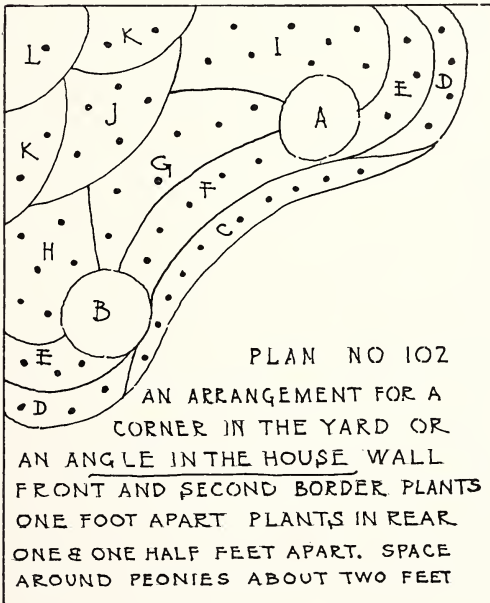 L K I E D
J A
K G
F
C
H
B
E
D
PLAN NO 102
AN ARRANGEMENT FOR A
CORNER IN THE YARD OR
AN ANGLE IN THE HOUSE WALL
FRONT AND SECOND BORDER PLANTS
ONE FOOT APART PLANTS IN REAR
ONE & ONE HALF FEET APART. SPACE
AROUND PEONIES ABOUT TWO FEET